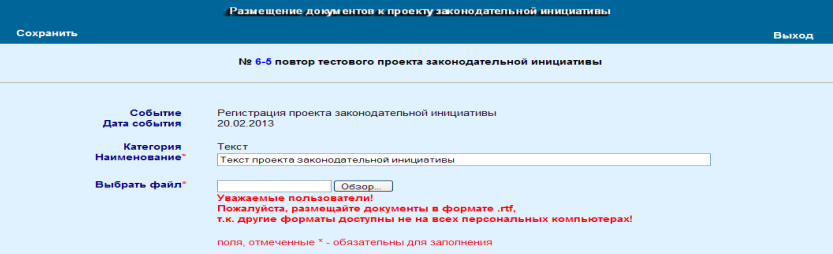 Размещение документов к проекту законодательной инициативы
Сохранить
Выход
№ 6-5 повтор тестового проекта законодательной инициативы
Событие Регистрация проекта законодательной инициативы
Дата события 20.02.2013
Категория Текст
Наименование* Текст проекта законодательной инициативы
Выбрать файл* Обзор...
Уважаемые пользователи!
Пожалуйста, размещайте документы в формате .rtf,
т.к. другие форматы доступны не на всех персональных компьютерах!
поля, отмеченные * - обязательны для заполнения